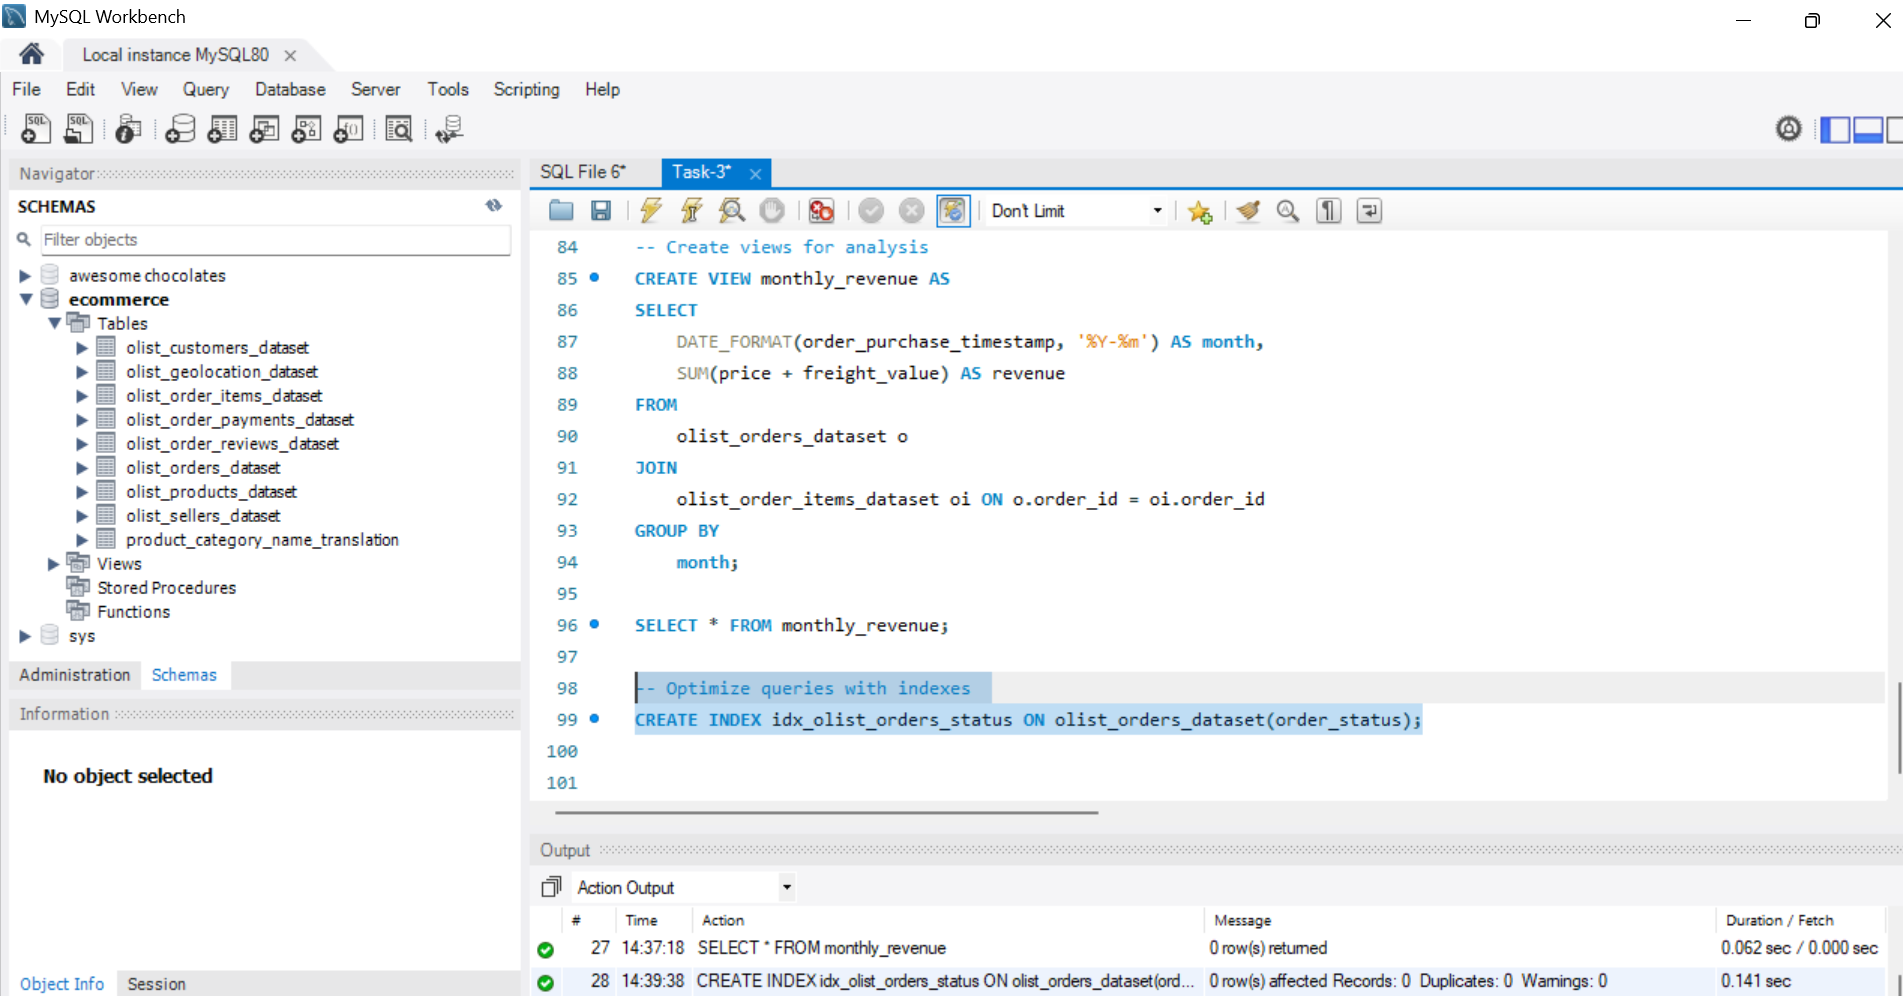 MySQL Workbench
Local instance MySQL80
File Edit View Query Database Server Tools Scripting Help
Navigator
SCHEMAS
Filter objects
awesome chocolates
ecommerce
Tables
olist_customers_dataset
olist_geolocation_dataset
olist_order_items_dataset
olist_order_payments_dataset
olist_order_reviews_dataset
olist_orders_dataset
olist_products_dataset
olist_sellers_dataset
product_category_name_translation
Views
Stored Procedures
Functions
sys
Administration Schemas
Information
No object selected
Object Info Session
SQL File 6* Task-3*
Don't Limit
84 -- Create views for analysis
85 CREATE VIEW monthly_revenue AS
86 SELECT
87 DATE_FORMAT(order_purchase_timestamp, '%Y-%m') AS month,
88 SUM(price + freight_value) AS revenue
89 FROM
90 olist_orders_dataset o
91 JOIN
92 olist_order_items_dataset oi ON o.order_id = oi.order_id
93 GROUP BY
94 month;
95
96 SELECT * FROM monthly_revenue;
97
98 -- Optimize queries with indexes
99 CREATE INDEX idx_olist_orders_status ON olist_orders_dataset(order_status);
100
101
Output
Action Output
# Time Action Message Duration / Fetch
27 14:37:18 SELECT * FROM monthly_revenue 0 row(s) returned 0.062 sec / 0.000 sec
28 14:39:38 CREATE INDEX idx_olist_orders_status ON olist_orders_dataset(ord... 0 row(s) affected Records: 0 Duplicates: 0 Warnings: 0 0.141 sec